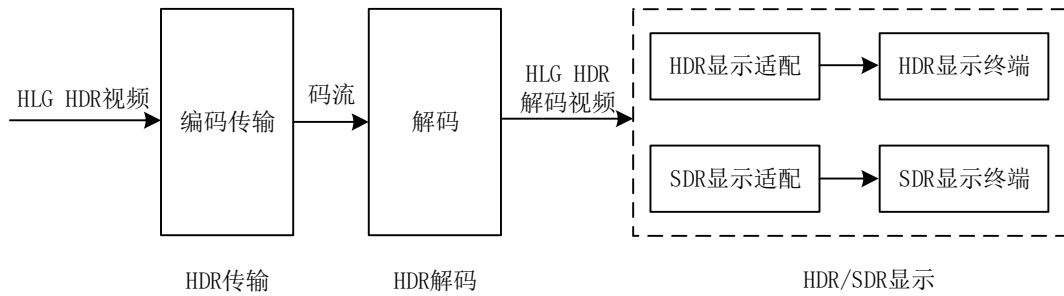 HLG HDR视频
编码传输
码流
解码
HLG HDR
解码视频
HDR显示适配
HDR显示终端
SDR显示适配
SDR显示终端
HDR传输
HDR解码
HDR/SDR显示